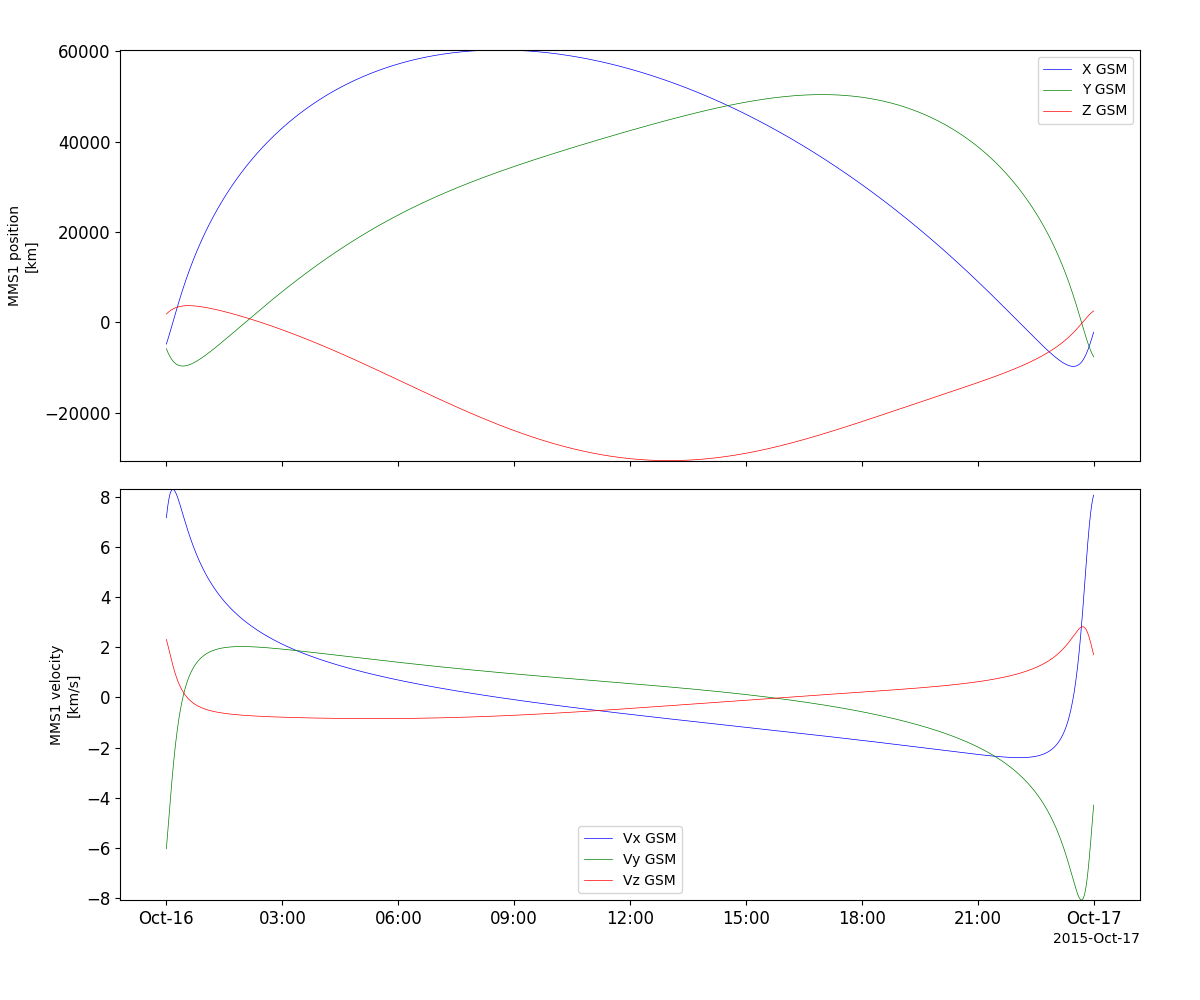 60000
40000
20000
0
−20000
MMS1 position
[km]
X GSM
Y GSM
Z GSM
8
6
4
2
0
−2
−4
−6
−8
MMS1 velocity
[km/s]
Vx GSM
Vy GSM
Vz GSM
Oct-16 03:00 06:00 09:00 12:00 15:00 18:00 21:00 Oct-17
2015-Oct-17